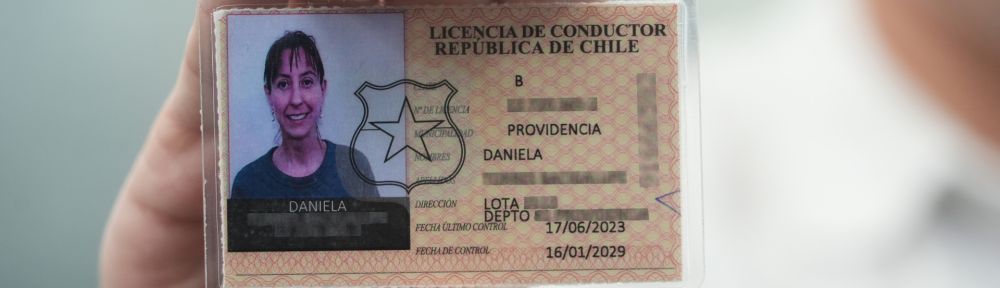 LICENCIA DE CONDUCTOR
REPÚBLICA DE CHILE
B
Nº DE LICENCIA
MUNICIPALIDAD PROVIDENCIA
NOMBRES DANIELA
DANIELA
DIRECCIÓN LOTA
DEPTO
FECHA ÚLTIMO CONTROL 17/06/2023
FECHA DE CONTROL 16/01/2029